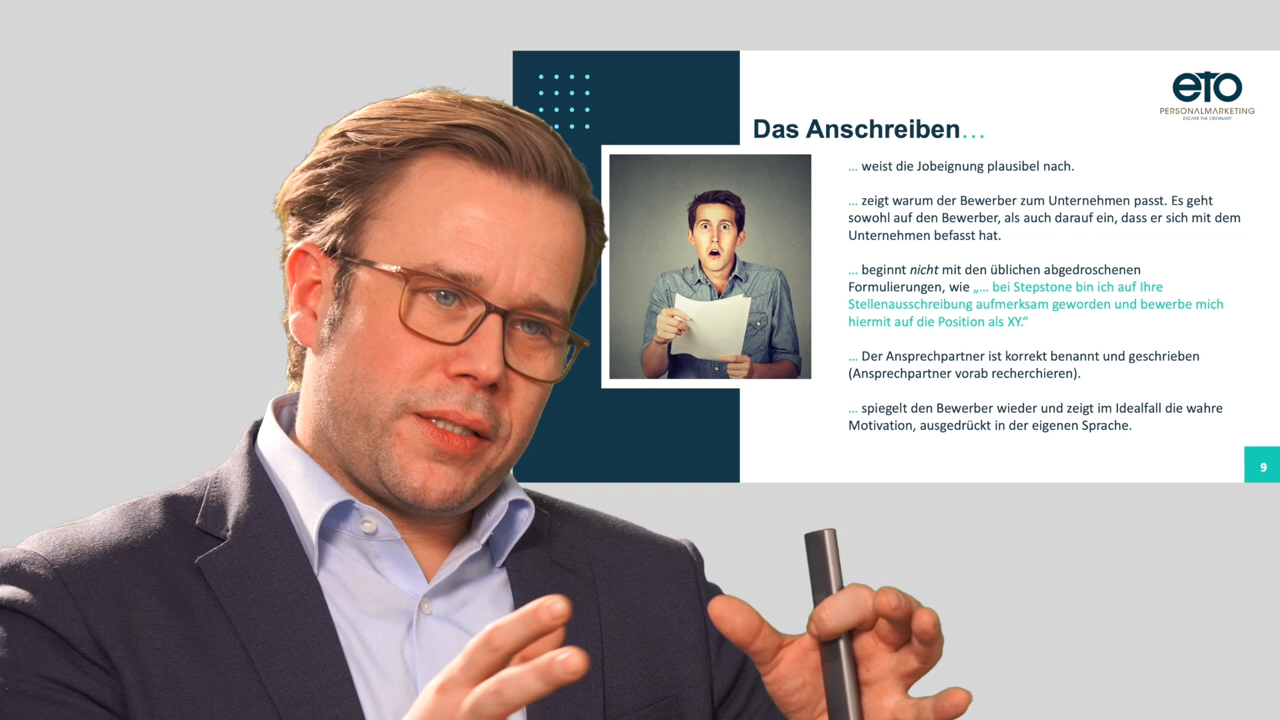 eto
PERSONALMARKETING
ESCAPE THE ORDINARY
Das Anschreiben...
... weist die Jobeignung plausibel nach.
... zeigt warum der Bewerber zum Unternehmen passt. Es geht
sowohl auf den Bewerber, als auch darauf ein, dass er sich mit dem
Unternehmen befasst hat.
... beginnt nicht mit den üblichen abgedroschenen
Formulierungen, wie „... bei Stepstone bin ich auf Ihre
Stellenausschreibung aufmerksam geworden und bewerbe mich
hiermit auf die Position als XY.“
... Der Ansprechpartner ist korrekt benannt und geschrieben
(Ansprechpartner vorab recherchieren).
... spiegelt den Bewerber wieder und zeigt im Idealfall die wahre
Motivation, ausgedrückt in der eigenen Sprache.
9